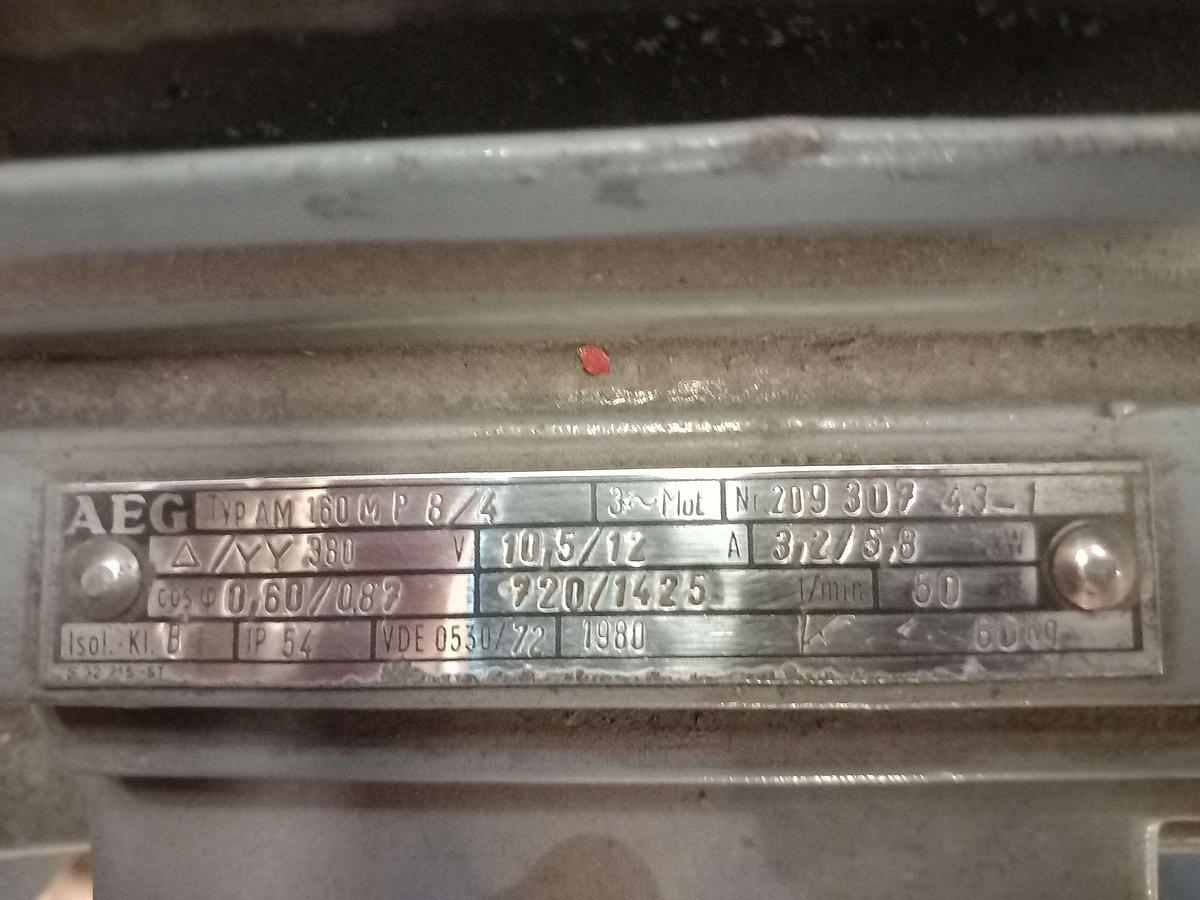 AEG Typ AM 160 M P 8/4 3~ Mot Nr 209 307 43-1
△/YY 380 V 10,5/12 A 3,2/5,8 kW
cos φ 0,60/0,87 720/1425 1/min 50
Isol.-Kl. B IP 54 VDE 0530/72 1980 60 kg